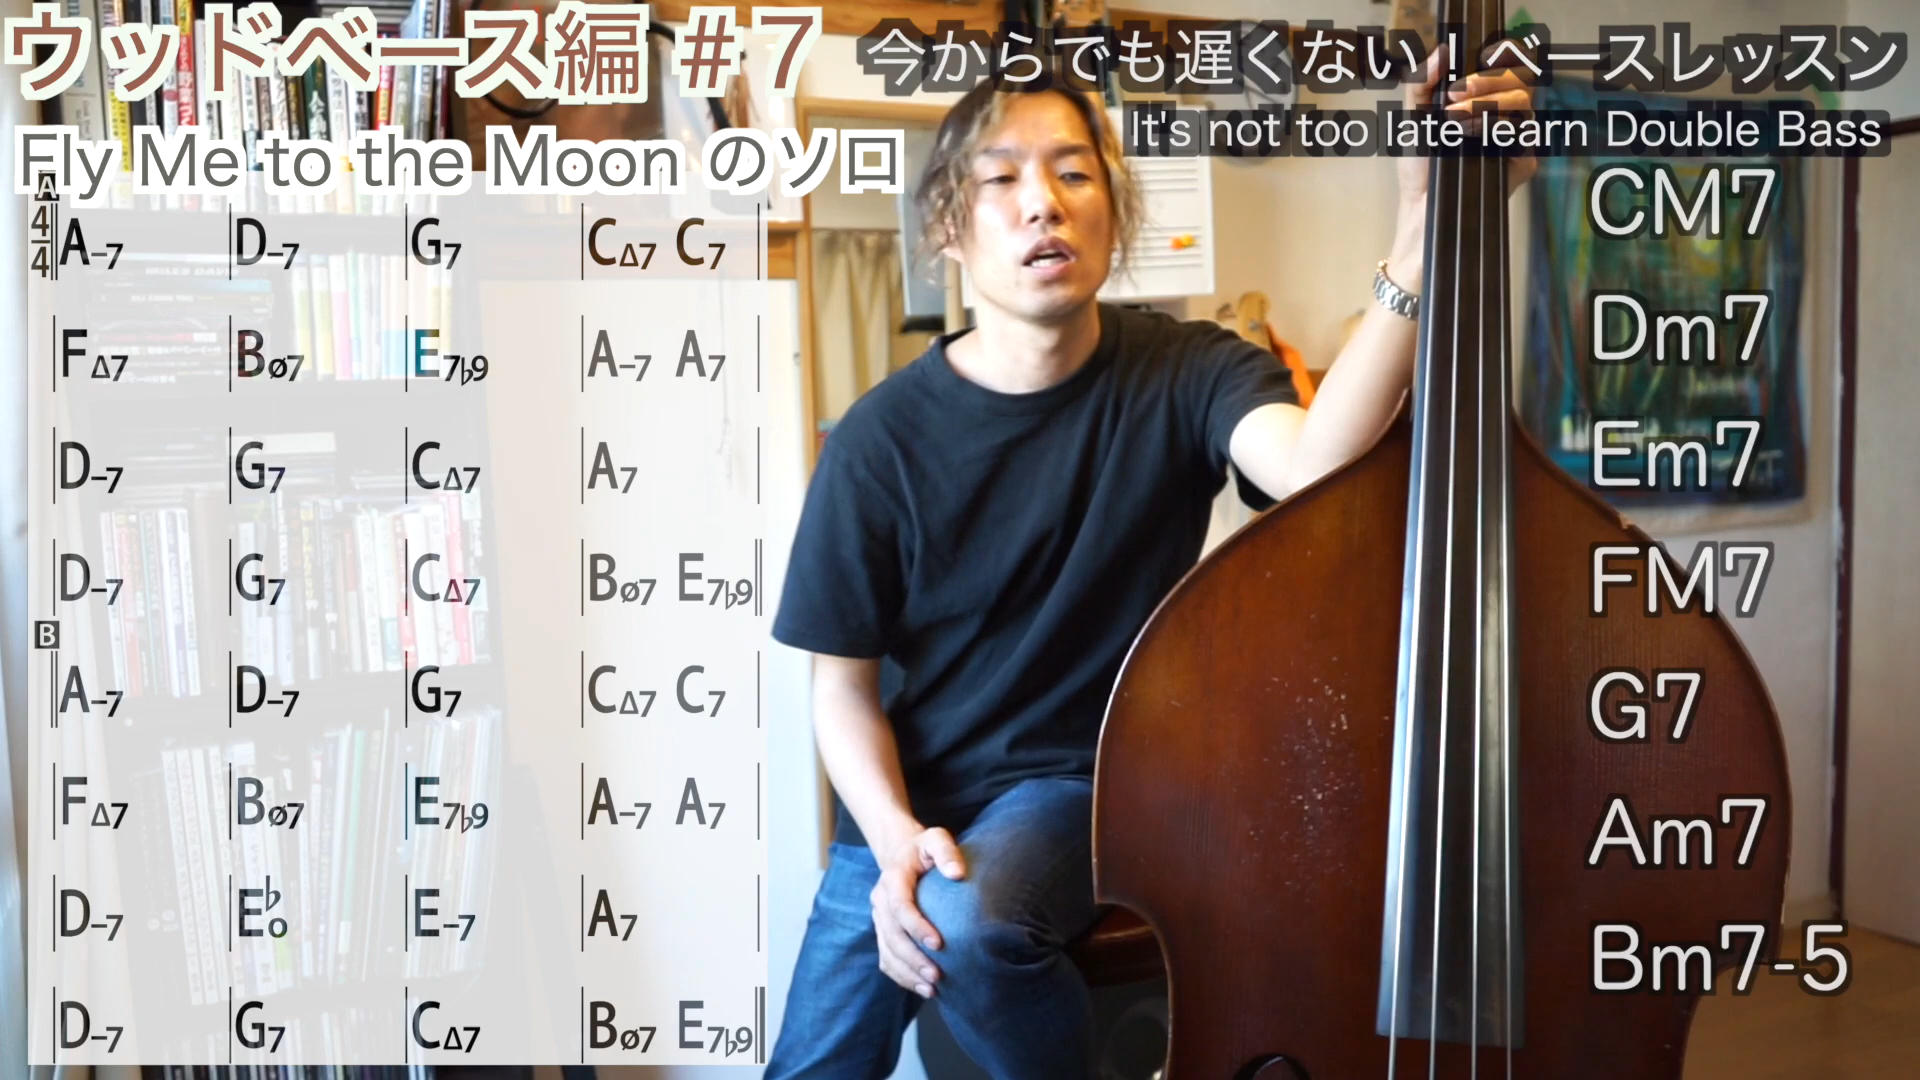 ウッドベース編 #7
今からでも遅くない！ベースレッスン
It's not too late learn Double Bass
Fly Me to the Moon のソロ
A
4/4 A-7 D-7 G7 CΔ7 C7
FΔ7 Bø7 E7♭9 A-7 A7
D-7 G7 CΔ7 A7
D-7 G7 CΔ7 Bø7 E7♭9
B
A-7 D-7 G7 CΔ7 C7
FΔ7 Bø7 E7♭9 A-7 A7
D-7 E♭o E-7 A7
D-7 G7 CΔ7 Bø7 E7♭9
CM7
Dm7
Em7
FM7
G7
Am7
Bm7-5